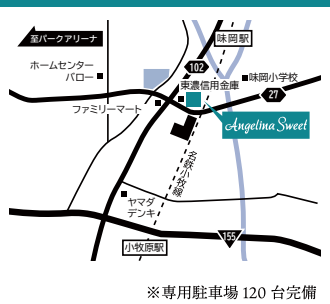 至パークアリーナ
味岡駅
ホームセンター
バロー
102
味岡小学校
東濃信用金庫
27
ファミリーマート
Angelina Sweet
名鉄小牧線
ヤマダ
デンキ
155
小牧原駅
※専用駐車場120台完備